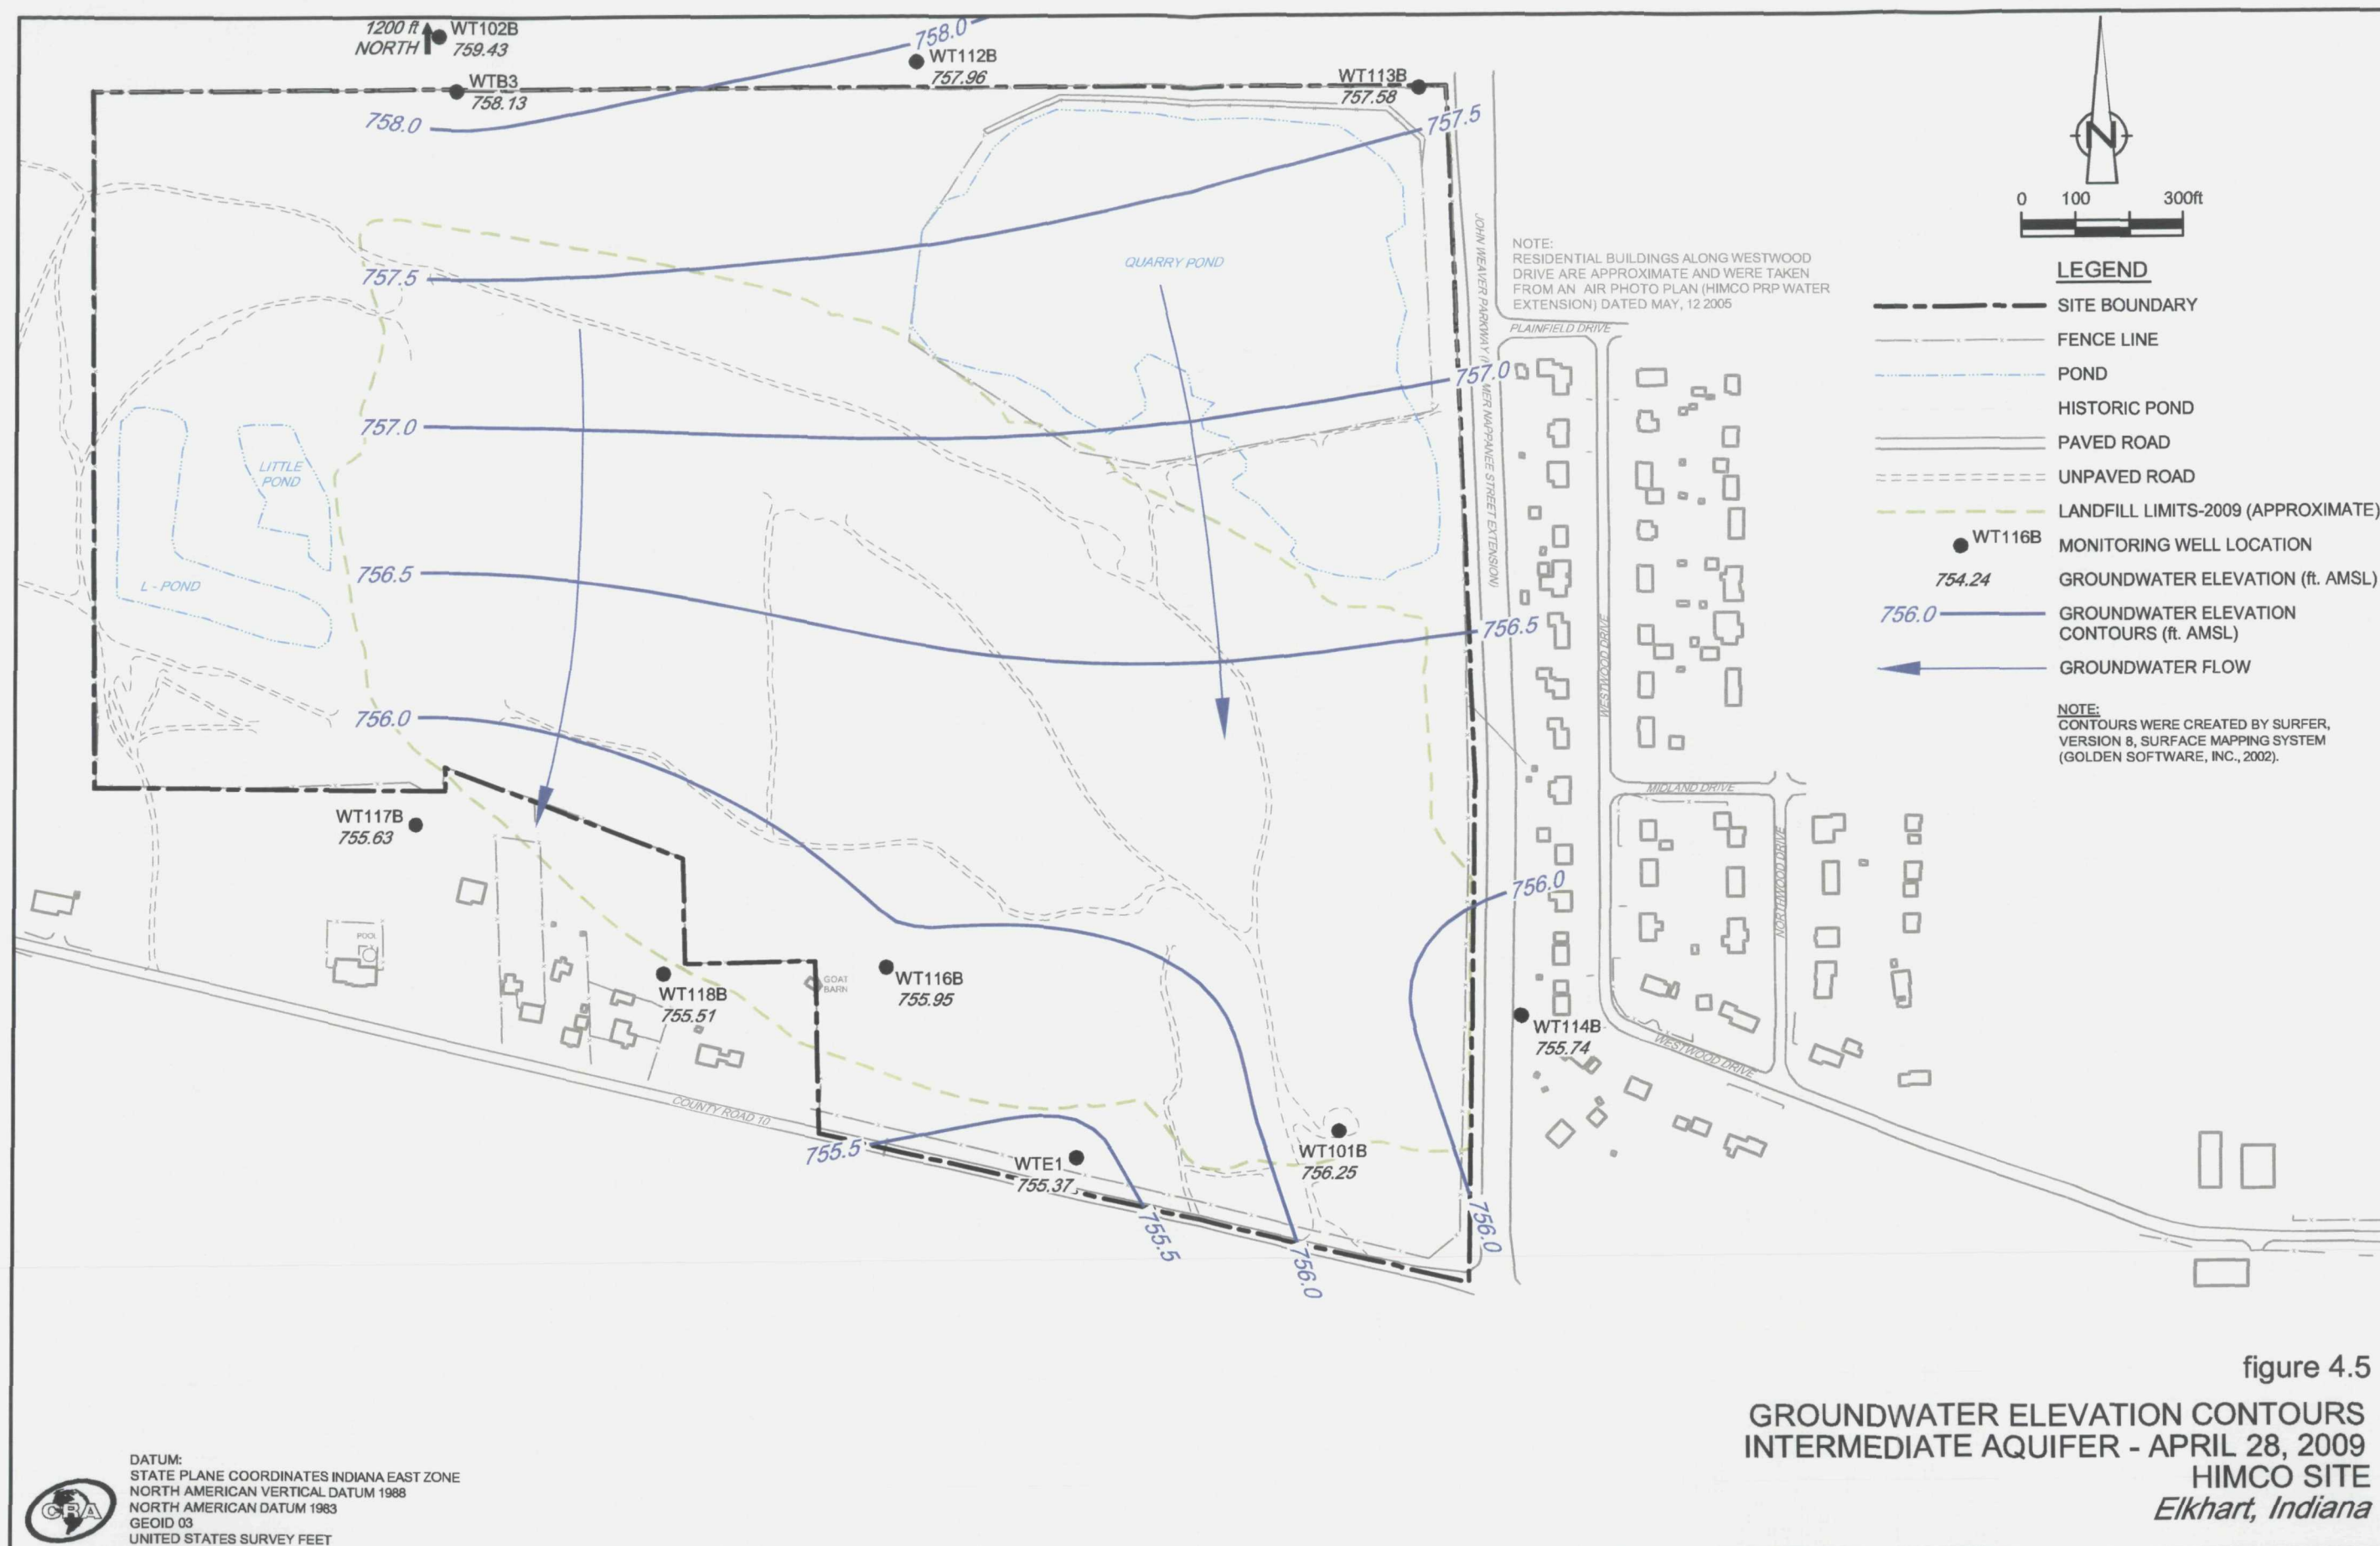 1200 ft
NORTH
WT102B
759.43
WTB3
758.13
758.0
758.0
WT112B
757.96
WT113B
757.58
757.5
757.5
QUARRY POND
757.0
757.0
LITTLE
POND
L - POND
756.5
756.5
756.0
756.0
WT117B
755.63
POOL
WT118B
755.51
GOAT
BARN
WT116B
755.95
WT114B
755.74
COUNTY ROAD 10
755.5
WTE1
755.37
755.5
WT101B
756.25
756.0
756.0
JOHN WEAVER PARKWAY
NAPPANEE STREET EXTENSION)
NOTE:
RESIDENTIAL BUILDINGS ALONG WESTWOOD
DRIVE ARE APPROXIMATE AND WERE TAKEN
FROM AN AIR PHOTO PLAN (HIMCO PRP WATER
EXTENSION) DATED MAY, 12 2005
PLAINFIELD DRIVE
WESTWOOD DRIVE
MIDLAND DRIVE
NORTHWOOD DRIVE
WESTWOOD DRIVE
N
0 100 300ft
LEGEND
SITE BOUNDARY
FENCE LINE
POND
HISTORIC POND
PAVED ROAD
UNPAVED ROAD
LANDFILL LIMITS-2009 (APPROXIMATE)
WT116B MONITORING WELL LOCATION
754.24 GROUNDWATER ELEVATION (ft. AMSL)
756.0 GROUNDWATER ELEVATION
CONTOURS (ft. AMSL)
GROUNDWATER FLOW
NOTE:
CONTOURS WERE CREATED BY SURFER,
VERSION 8, SURFACE MAPPING SYSTEM
(GOLDEN SOFTWARE, INC., 2002).
figure 4.5
GROUNDWATER ELEVATION CONTOURS
INTERMEDIATE AQUIFER - APRIL 28, 2009
HIMCO SITE
Elkhart, Indiana
CRA
DATUM:
STATE PLANE COORDINATES INDIANA EAST ZONE
NORTH AMERICAN VERTICAL DATUM 1988
NORTH AMERICAN DATUM 1983
GEOID 03
UNITED STATES SURVEY FEET